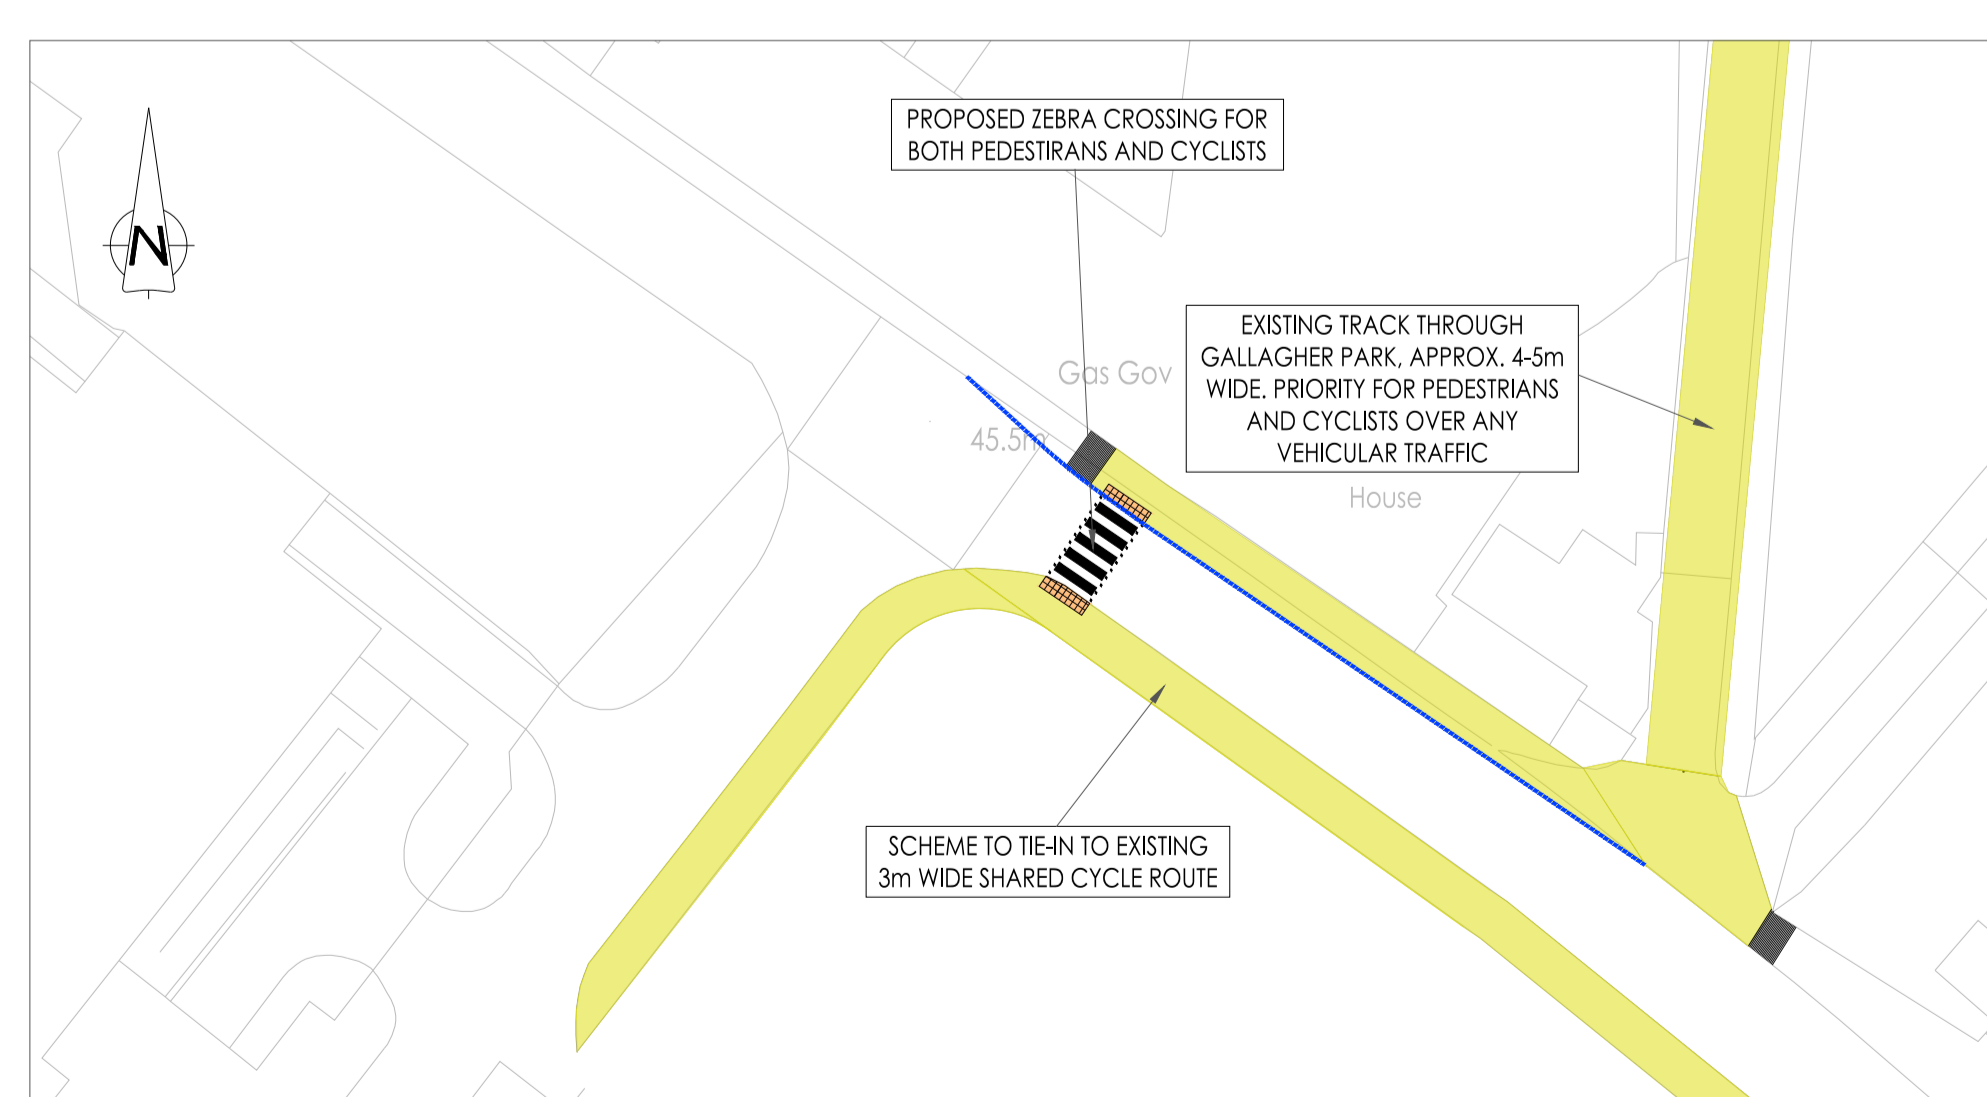 PROPOSED ZEBRA CROSSING FOR
BOTH PEDESTIRANS AND CYCLISTS
N
EXISTING TRACK THROUGH
GALLAGHER PARK, APPROX. 4-5m
WIDE. PRIORITY FOR PEDESTRIANS
AND CYCLISTS OVER ANY
VEHICULAR TRAFFIC
Gas Gov
45.5m
House
SCHEME TO TIE-IN TO EXISTING
3m WIDE SHARED CYCLE ROUTE